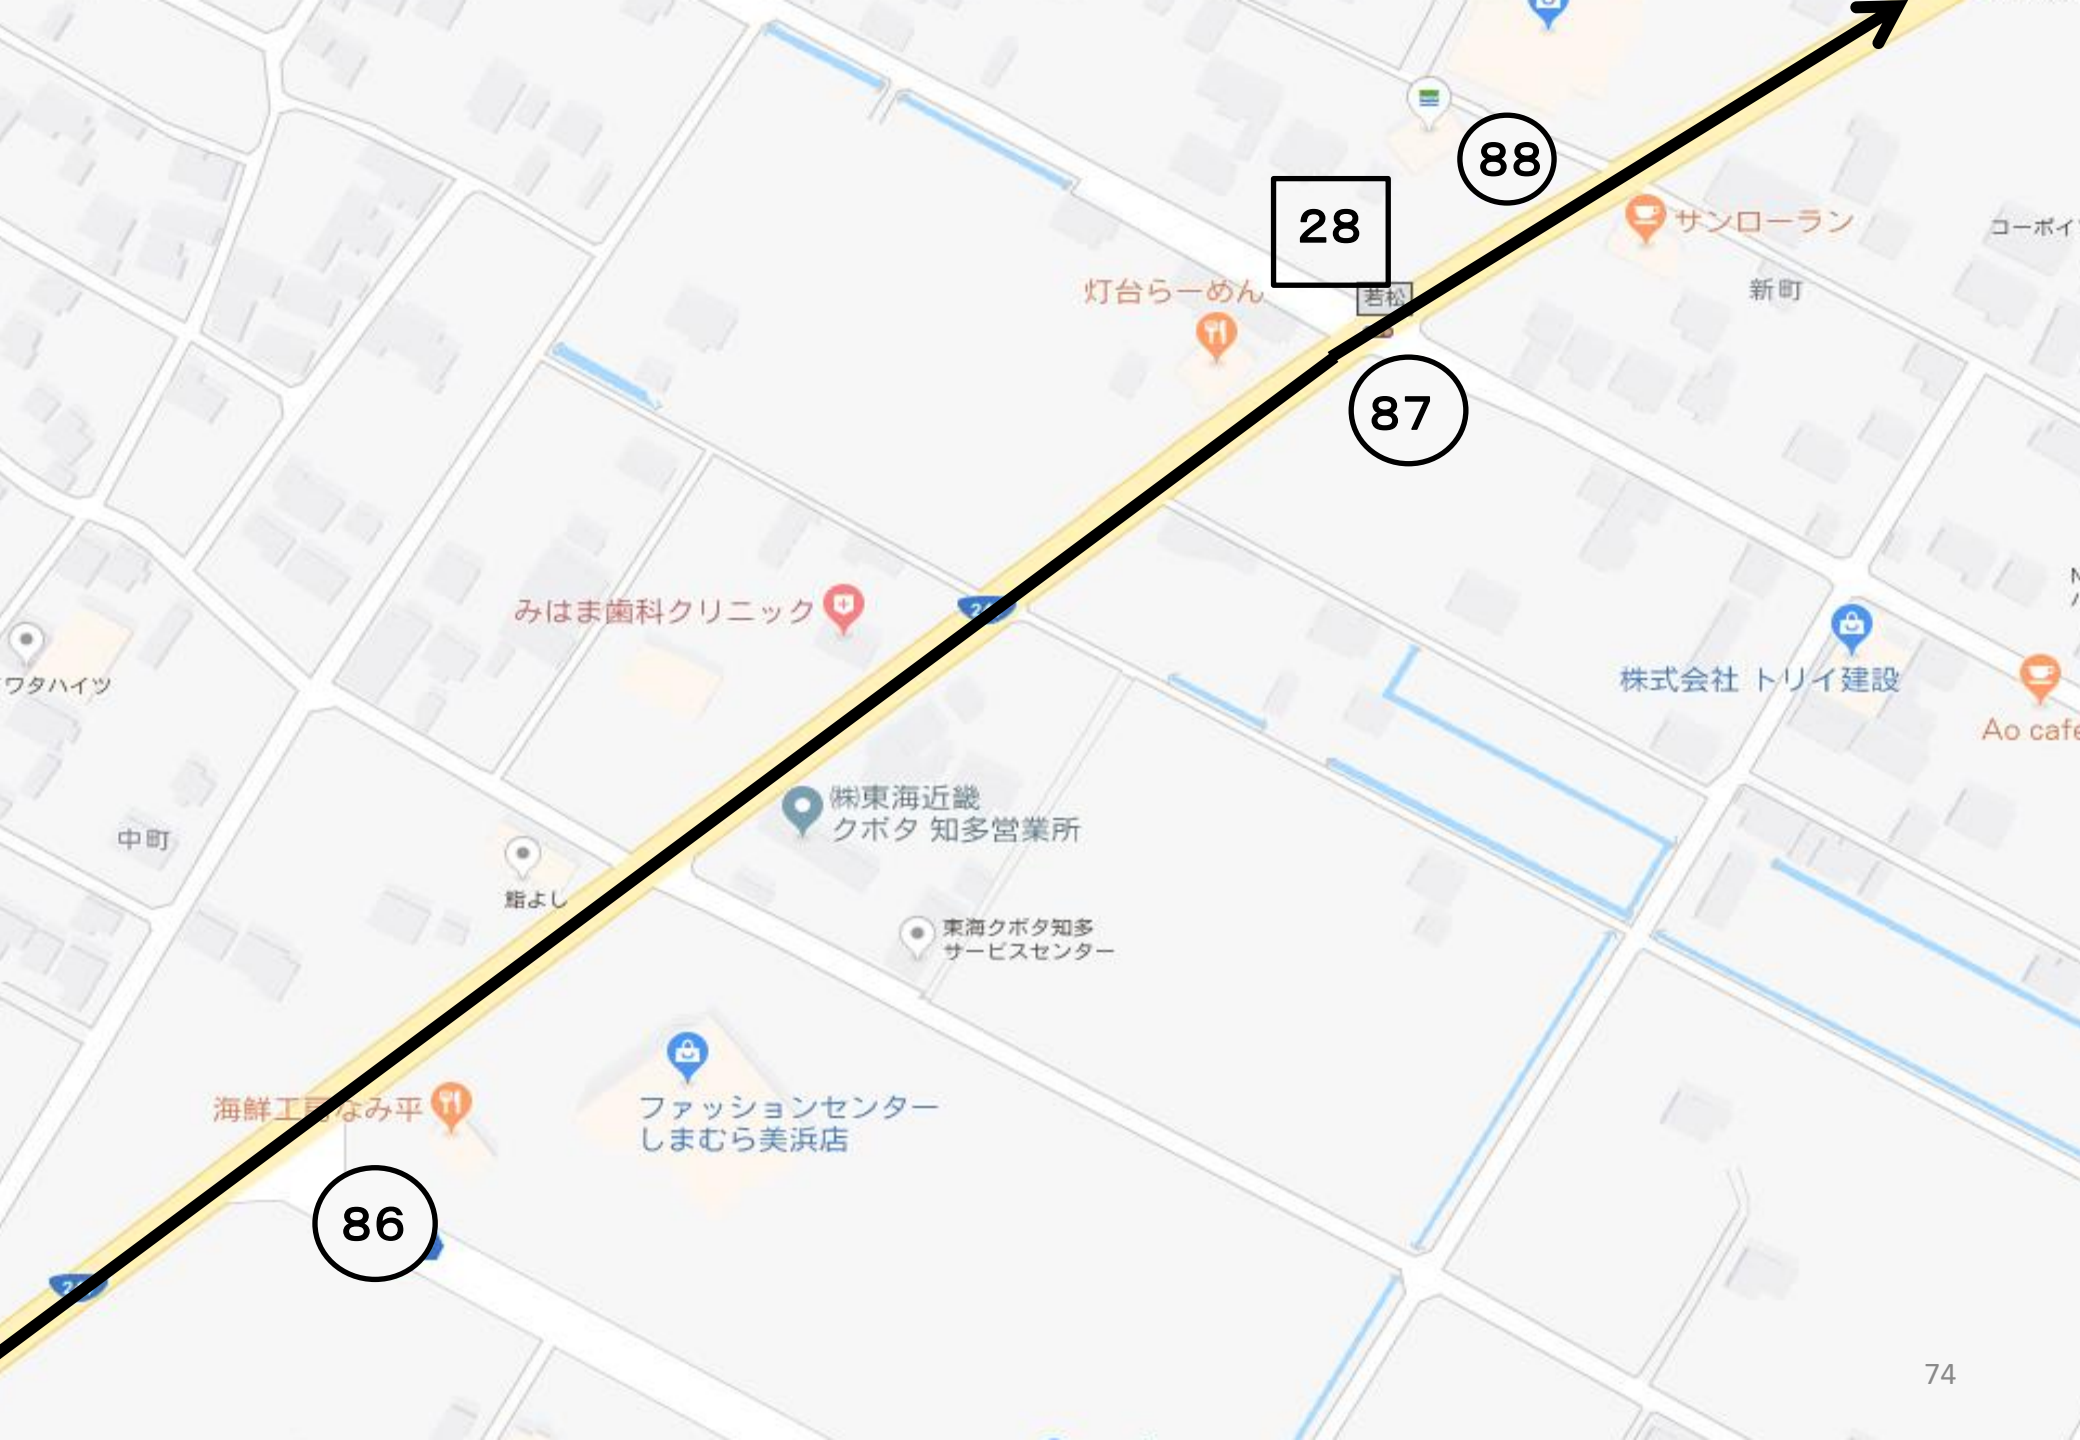 88
28
サンローラン
コーポイ
灯台らーめん
若松
新町
87
みはま歯科クリニック
ワタハイツ
株式会社 トリイ建設
Ao cafe
㈱東海近畿
クボタ 知多営業所
中町
鮨よし
東海クボタ知多
サービスセンター
海鮮工房なみ平
ファッションセンター
しまむら美浜店
86
74